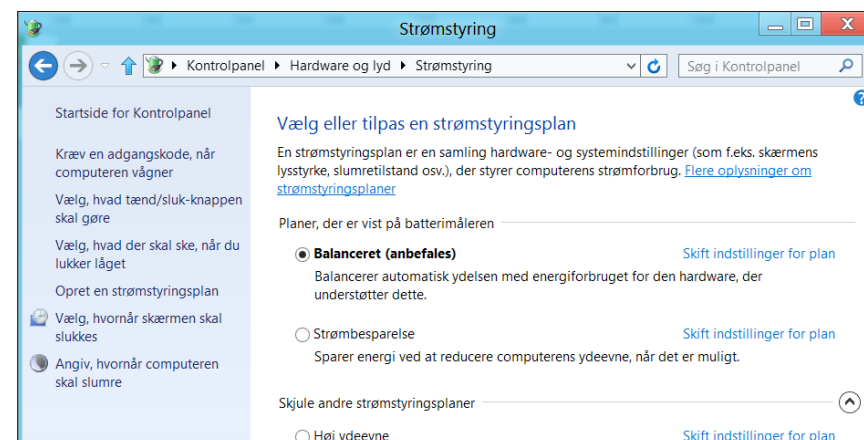 Strømstyring
Kontrolpanel Hardware og lyd Strømstyring
Søg i Kontrolpanel
Startside for Kontrolpanel
Kræv en adgangskode, når
computeren vågner
Vælg, hvad tænd/sluk-knappen
skal gøre
Vælg, hvad der skal ske, når du
lukker låget
Opret en strømstyringsplan
Vælg, hvornår skærmen skal
slukkes
Angiv, hvornår computeren
skal slumre
Vælg eller tilpas en strømstyringsplan
En strømstyringsplan er en samling hardware- og systemindstillinger (som f.eks. skærmens
lysstyrke, slumretilstand osv.), der styrer computerens strømforbrug. Flere oplysninger om
strømstyringsplaner
Planer, der er vist på batterimåleren
Balanceret (anbefales) Skift indstillinger for plan
Balancerer automatisk ydelsen med energiforbruget for den hardware, der
understøtter dette.
Strømbesparelse Skift indstillinger for plan
Sparer energi ved at reducere computerens ydeevne, når det er muligt.
Skjule andre strømstyringsplaner
Høj ydeevne Skift indstillinger for plan